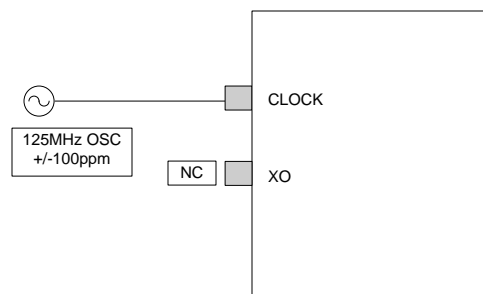 CLOCK
125MHz OSC
+/-100ppm
NC
XO